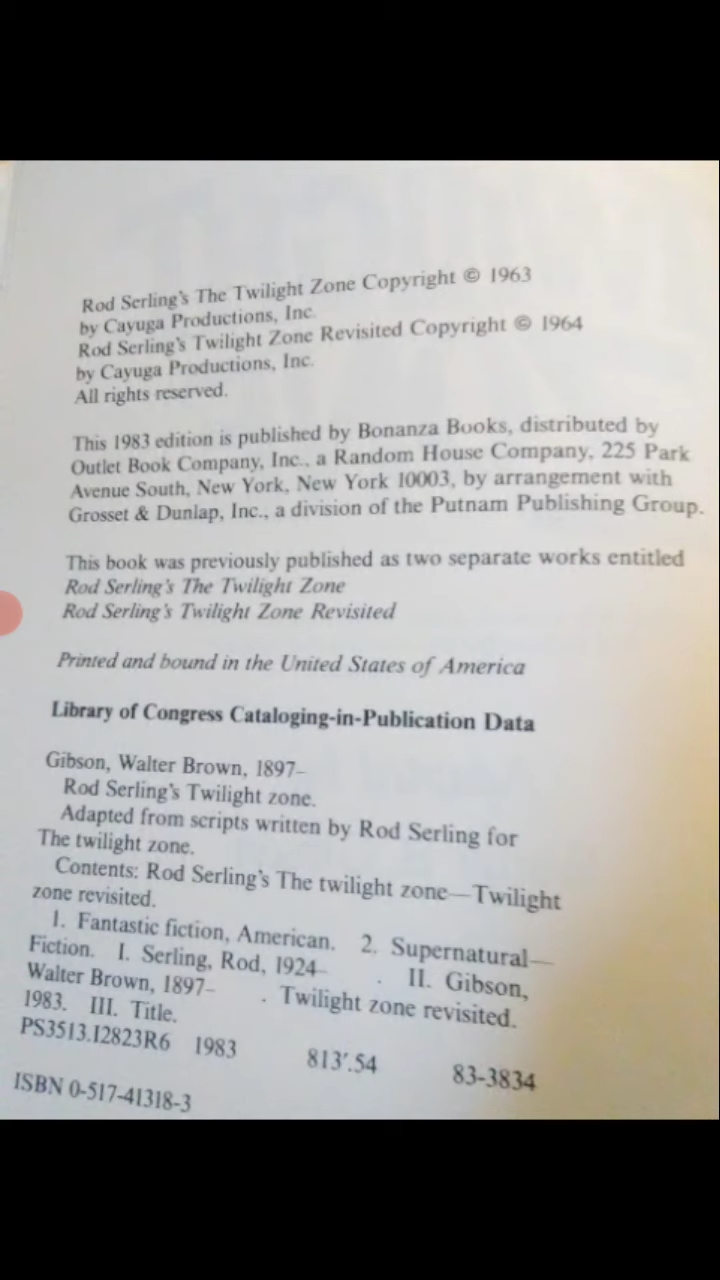 Rod Serling's The Twilight Zone Copyright © 1963
by Cayuga Productions, Inc.
Rod Serling's Twilight Zone Revisited Copyright © 1964
by Cayuga Productions, Inc.
All rights reserved.
This 1983 edition is published by Bonanza Books, distributed by
Outlet Book Company, Inc., a Random House Company, 225 Park
Avenue South, New York, New York 10003, by arrangement with
Grosset & Dunlap, Inc., a division of the Putnam Publishing Group.
This book was previously published as two separate works entitled
Rod Serling's The Twilight Zone
Rod Serling's Twilight Zone Revisited
Printed and bound in the United States of America
Library of Congress Cataloging-in-Publication Data
Gibson, Walter Brown, 1897–
Rod Serling's Twilight zone.
Adapted from scripts written by Rod Serling for
The twilight zone.
Contents: Rod Serling's The twilight zone—Twilight
zone revisited.
1. Fantastic fiction, American. 2. Supernatural—
Fiction. I. Serling, Rod, 1924– . II. Gibson,
Walter Brown, 1897– . Twilight zone revisited.
1983. III. Title.
PS3513.I2823R6 1983 813'.54 83-3834
ISBN 0-517-41318-3